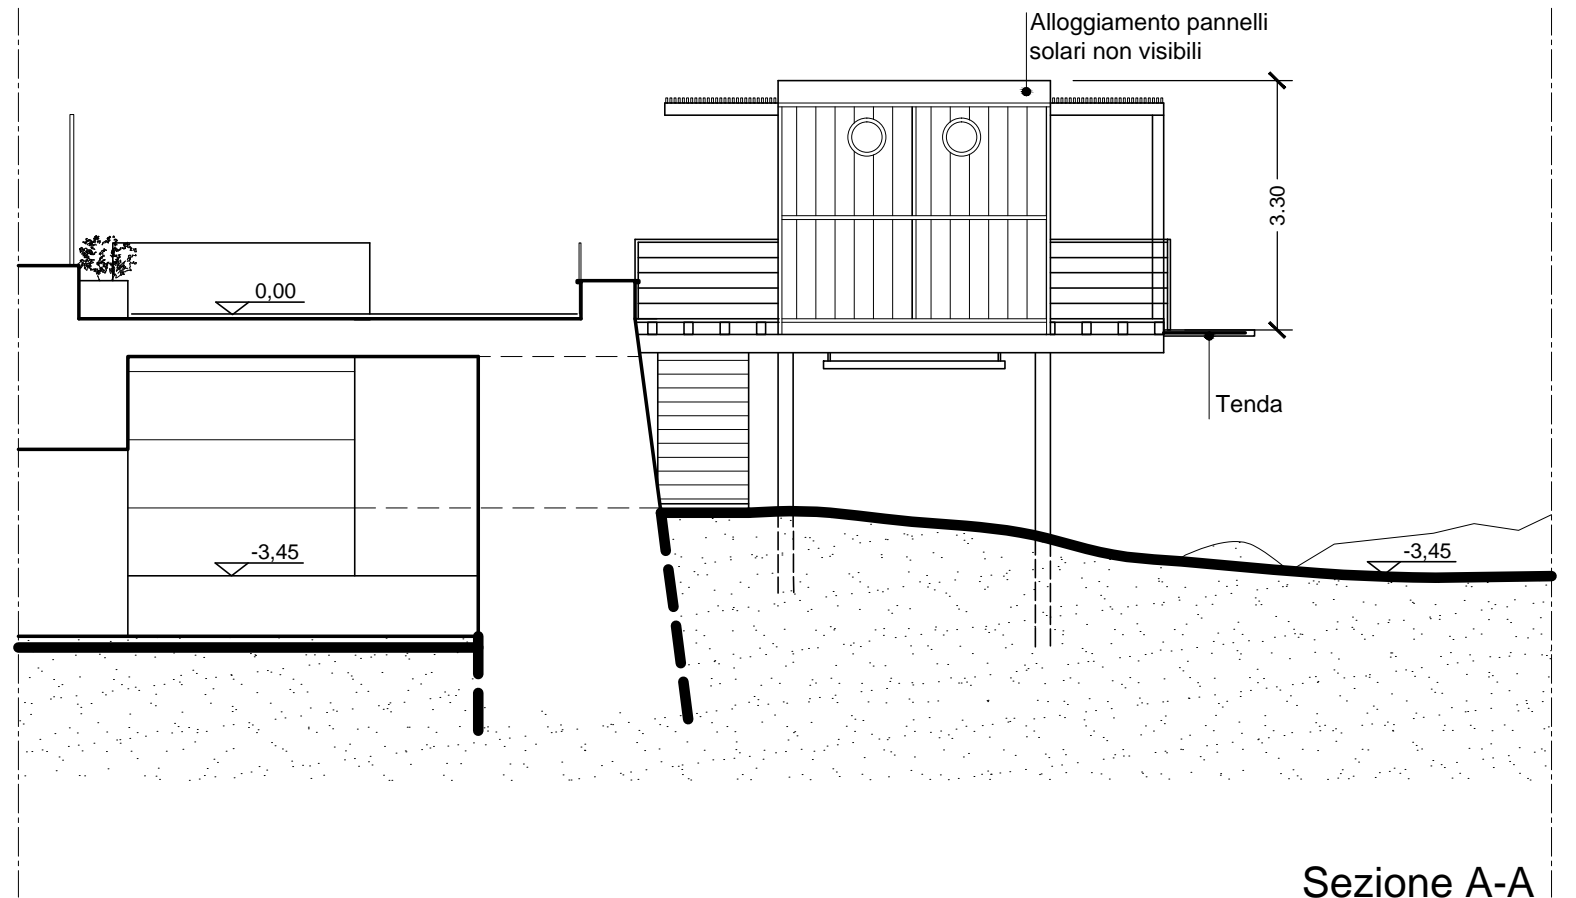 Alloggiamento pannelli
solari non visibili
3.30
0,00
Tenda
-3,45
-3,45
Sezione A-A